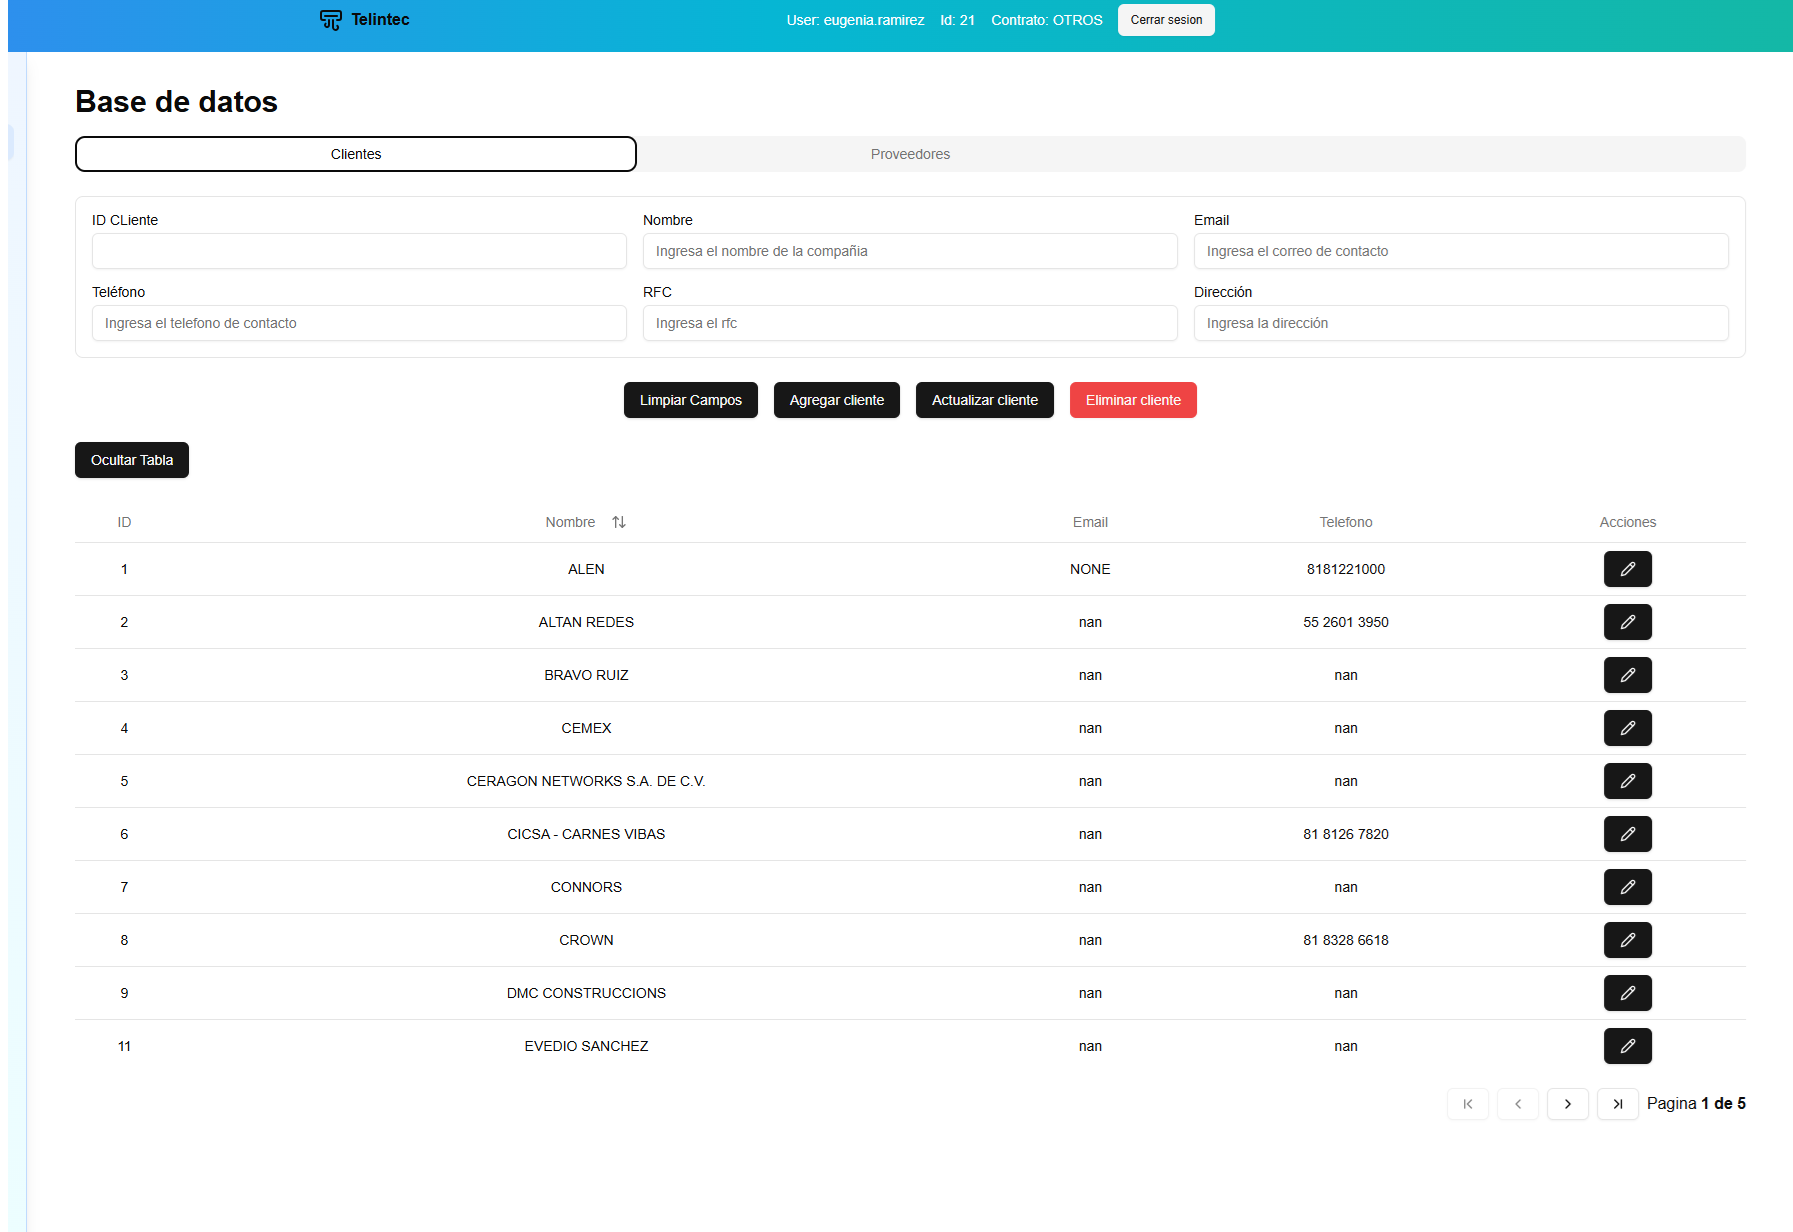 Telintec
User: eugenia.ramirez Id: 21 Contrato: OTROS Cerrar sesion
Base de datos
Clientes Proveedores
ID CLiente Nombre Email
Ingresa el nombre de la compañia Ingresa el correo de contacto
Teléfono RFC Dirección
Ingresa el telefono de contacto Ingresa el rfc Ingresa la dirección
Limpiar Campos Agregar cliente Actualizar cliente Eliminar cliente
Ocultar Tabla
ID Nombre Email Telefono Acciones
1 ALEN NONE 8181221000
2 ALTAN REDES nan 55 2601 3950
3 BRAVO RUIZ nan nan
4 CEMEX nan nan
5 CERAGON NETWORKS S.A. DE C.V. nan nan
6 CICSA - CARNES VIBAS nan 81 8126 7820
7 CONNORS nan nan
8 CROWN nan 81 8328 6618
9 DMC CONSTRUCCIONS nan nan
11 EVEDIO SANCHEZ nan nan
Pagina 1 de 5